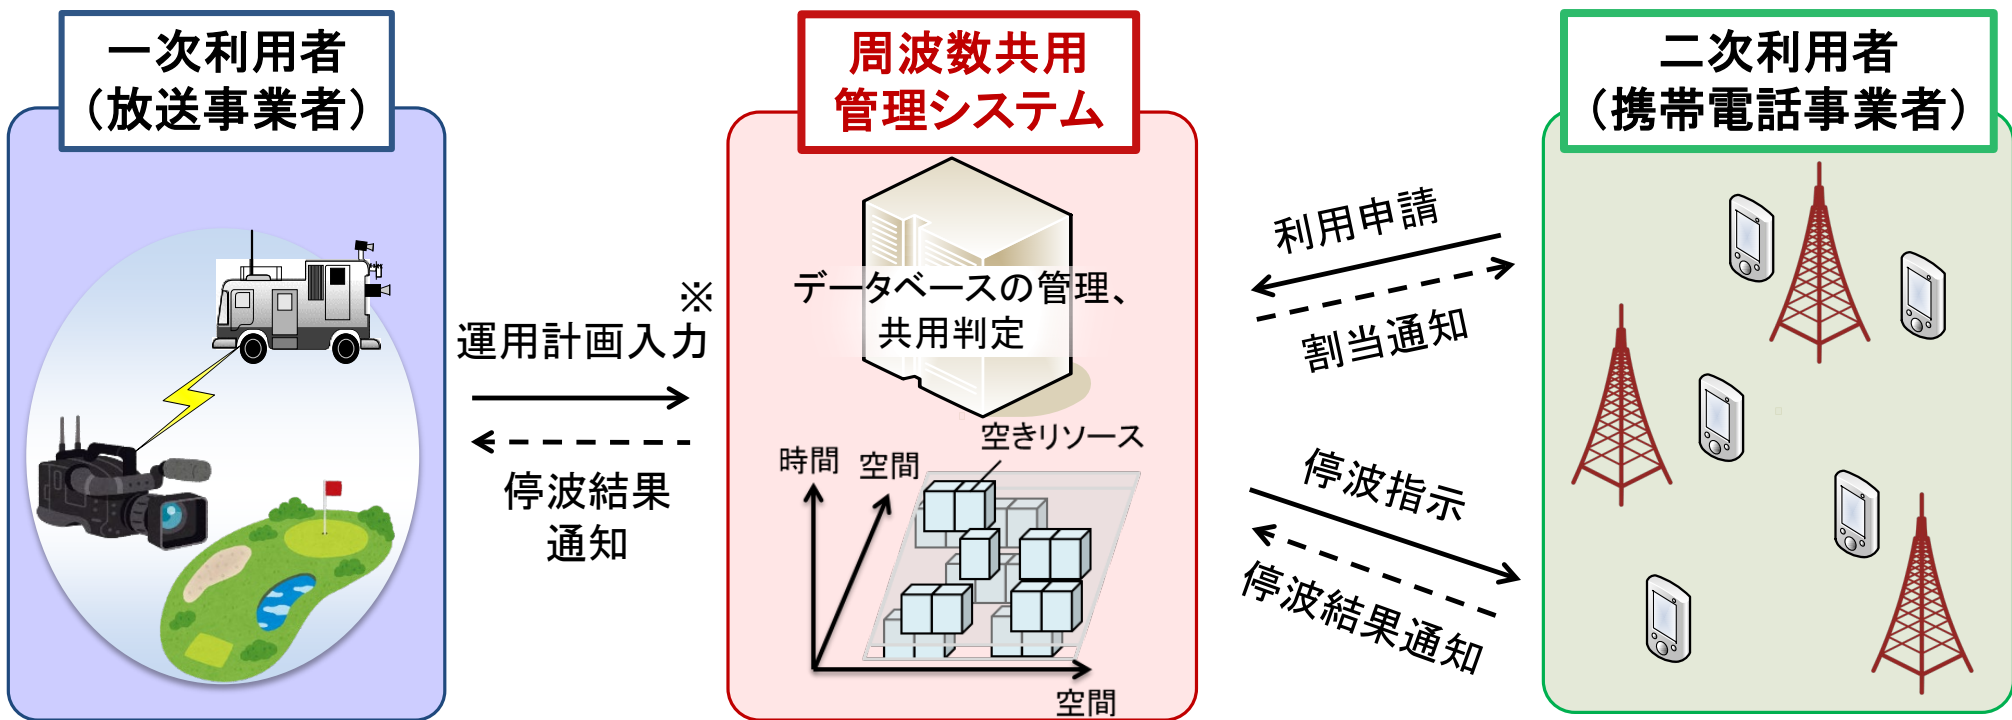 一次利用者
（放送事業者）
※
運用計画入力
停波結果
通知
周波数共用
管理システム
データベースの管理、
共用判定
空きリソース
時間
空間
空間
利用申請
割当通知
停波指示
停波結果通知
二次利用者
（携帯電話事業者）